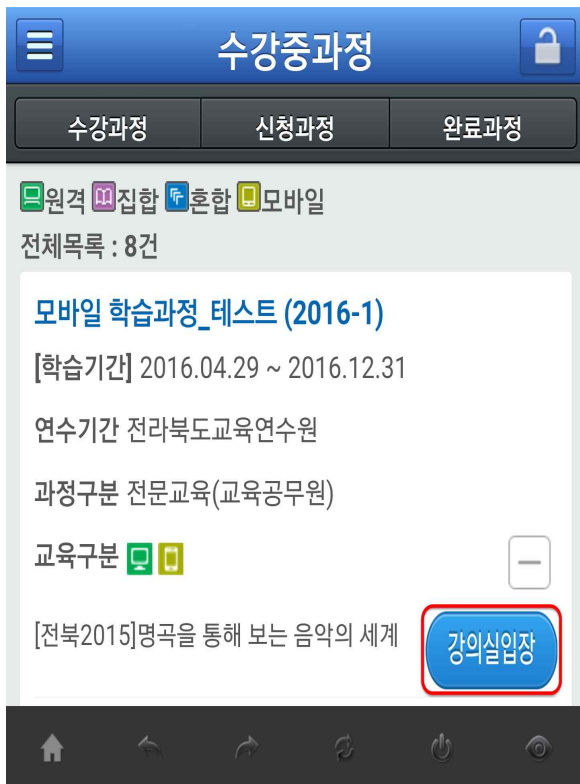 수강중과정
수강과정 신청과정 완료과정
원격 집합 혼합 모바일
전체목록 : 8건
모바일 학습과정_테스트 (2016-1)
[학습기간] 2016.04.29 ~ 2016.12.31
연수기간 전라북도교육연수원
과정구분 전문교육(교육공무원)
교육구분
[전북2015]명곡을 통해 보는 음악의 세계 강의실입장